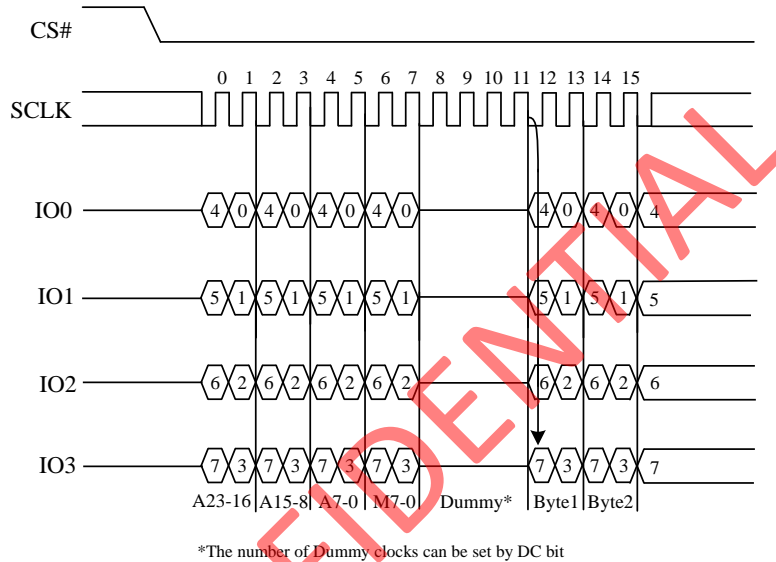 CS#
0 1 2 3 4 5 6 7 8 9 10 11 12 13 14 15
SCLK
IO0 4 0 4 0 4 0 4 0 4 0 4 0 4
IO1 5 1 5 1 5 1 5 1 5 1 5 1 5
IO2 6 2 6 2 6 2 6 2 6 2 6 2 6
IO3 7 3 7 3 7 3 7 3 7 3 7 3 7
A23-16 A15-8 A7-0 M7-0 Dummy* Byte1 Byte2
*The number of Dummy clocks can be set by DC bit
FIDENTIAL